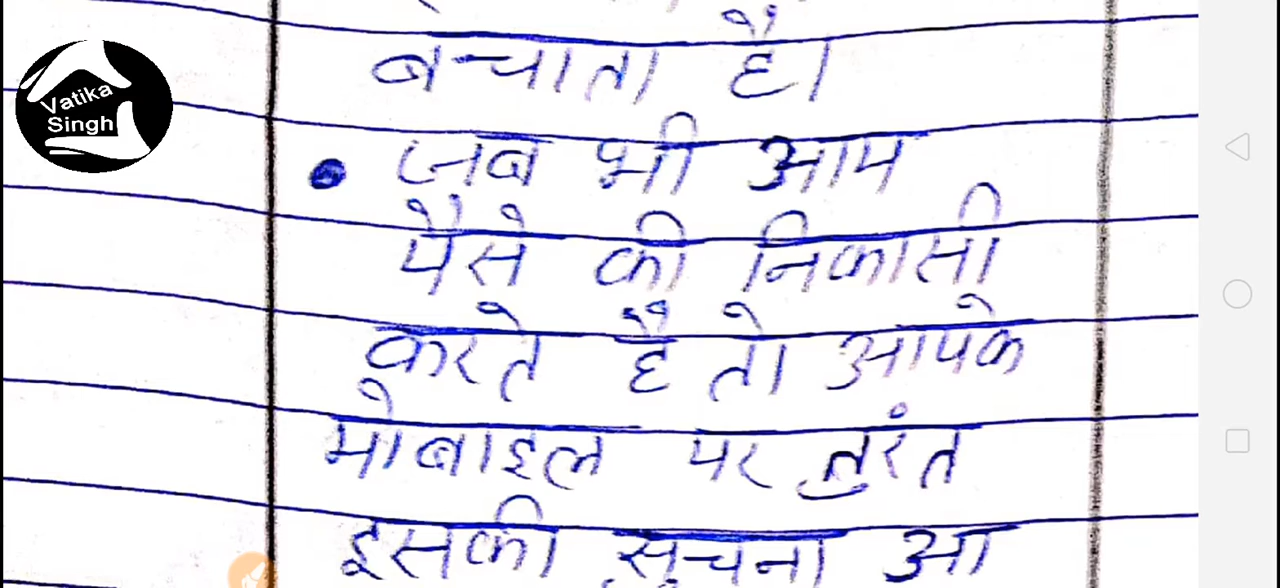 Vatika
Singh
बचाता है।
• जब भी आप
पैसे की निकासी
करते है तो आपके
मोबाइल पर तुरंत
इसकी सूचना आ